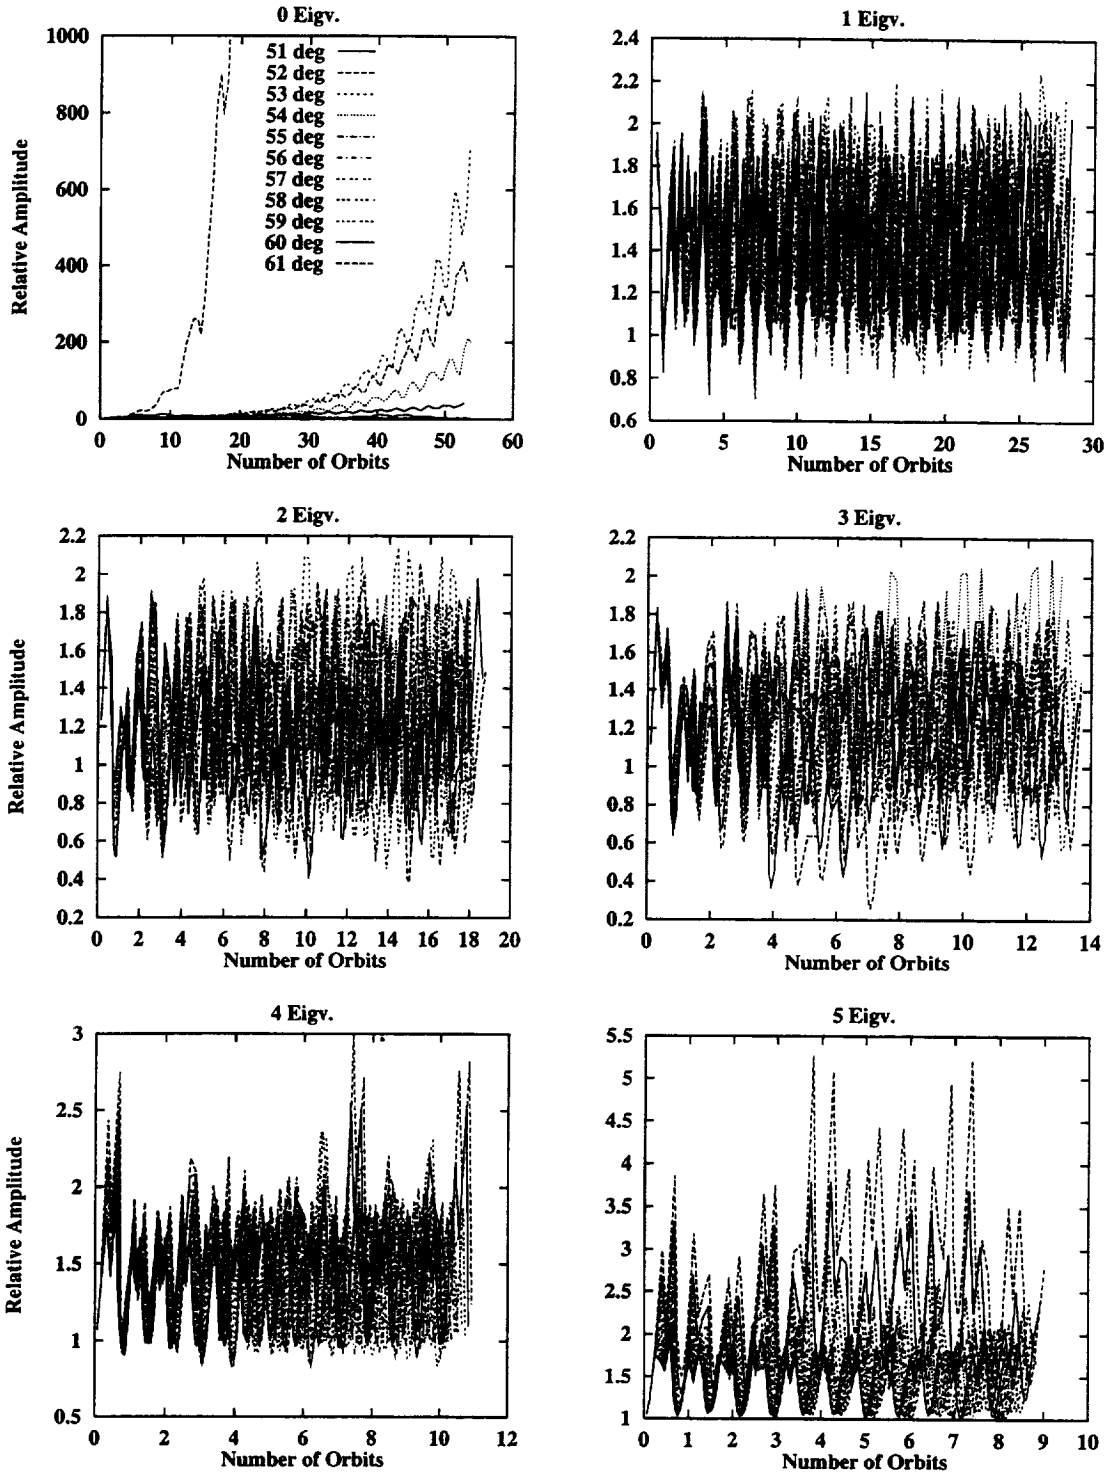 0 Eigv.
1000
800
600
400
200
0
Relative Amplitude
51 deg
52 deg
53 deg
54 deg
55 deg
56 deg
57 deg
58 deg
59 deg
60 deg
61 deg
0 10 20 30 40 50 60
Number of Orbits
1 Eigv.
2.4
2.2
2
1.8
1.6
1.4
1.2
1
0.8
0.6
0 5 10 15 20 25 30
Number of Orbits
2 Eigv.
2.2
2
1.8
1.6
1.4
1.2
1
0.8
0.6
0.4
0.2
Relative Amplitude
0 2 4 6 8 10 12 14 16 18 20
Number of Orbits
3 Eigv.
2.2
2
1.8
1.6
1.4
1.2
1
0.8
0.6
0.4
0.2
0 2 4 6 8 10 12 14
Number of Orbits
4 Eigv.
3
2.5
2
1.5
1
0.5
Relative Amplitude
0 2 4 6 8 10 12
Number of Orbits
5 Eigv.
5.5
5
4.5
4
3.5
3
2.5
2
1.5
1
0 1 2 3 4 5 6 7 8 9 10
Number of Orbits